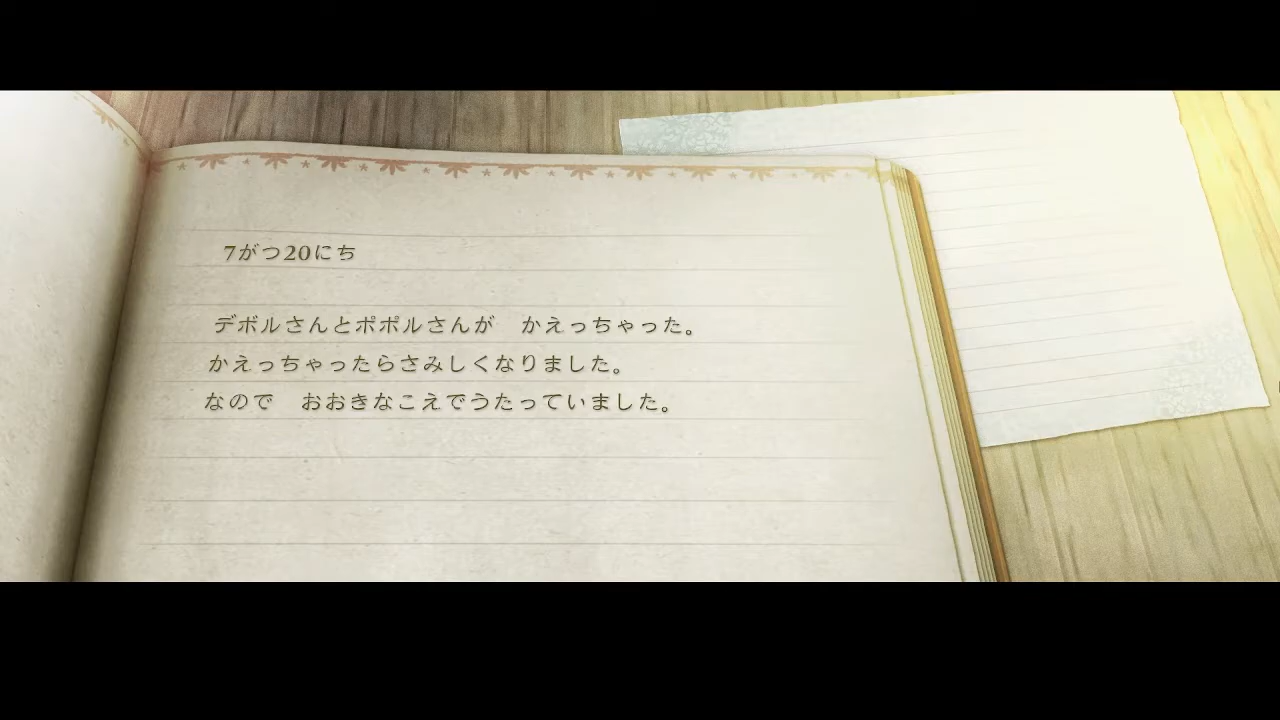 7がつ20にち
デボルさんとポポルさんが　かえっちゃった。
かえっちゃったらさみしくなりました。
なので　おおきなこえでうたっていました。